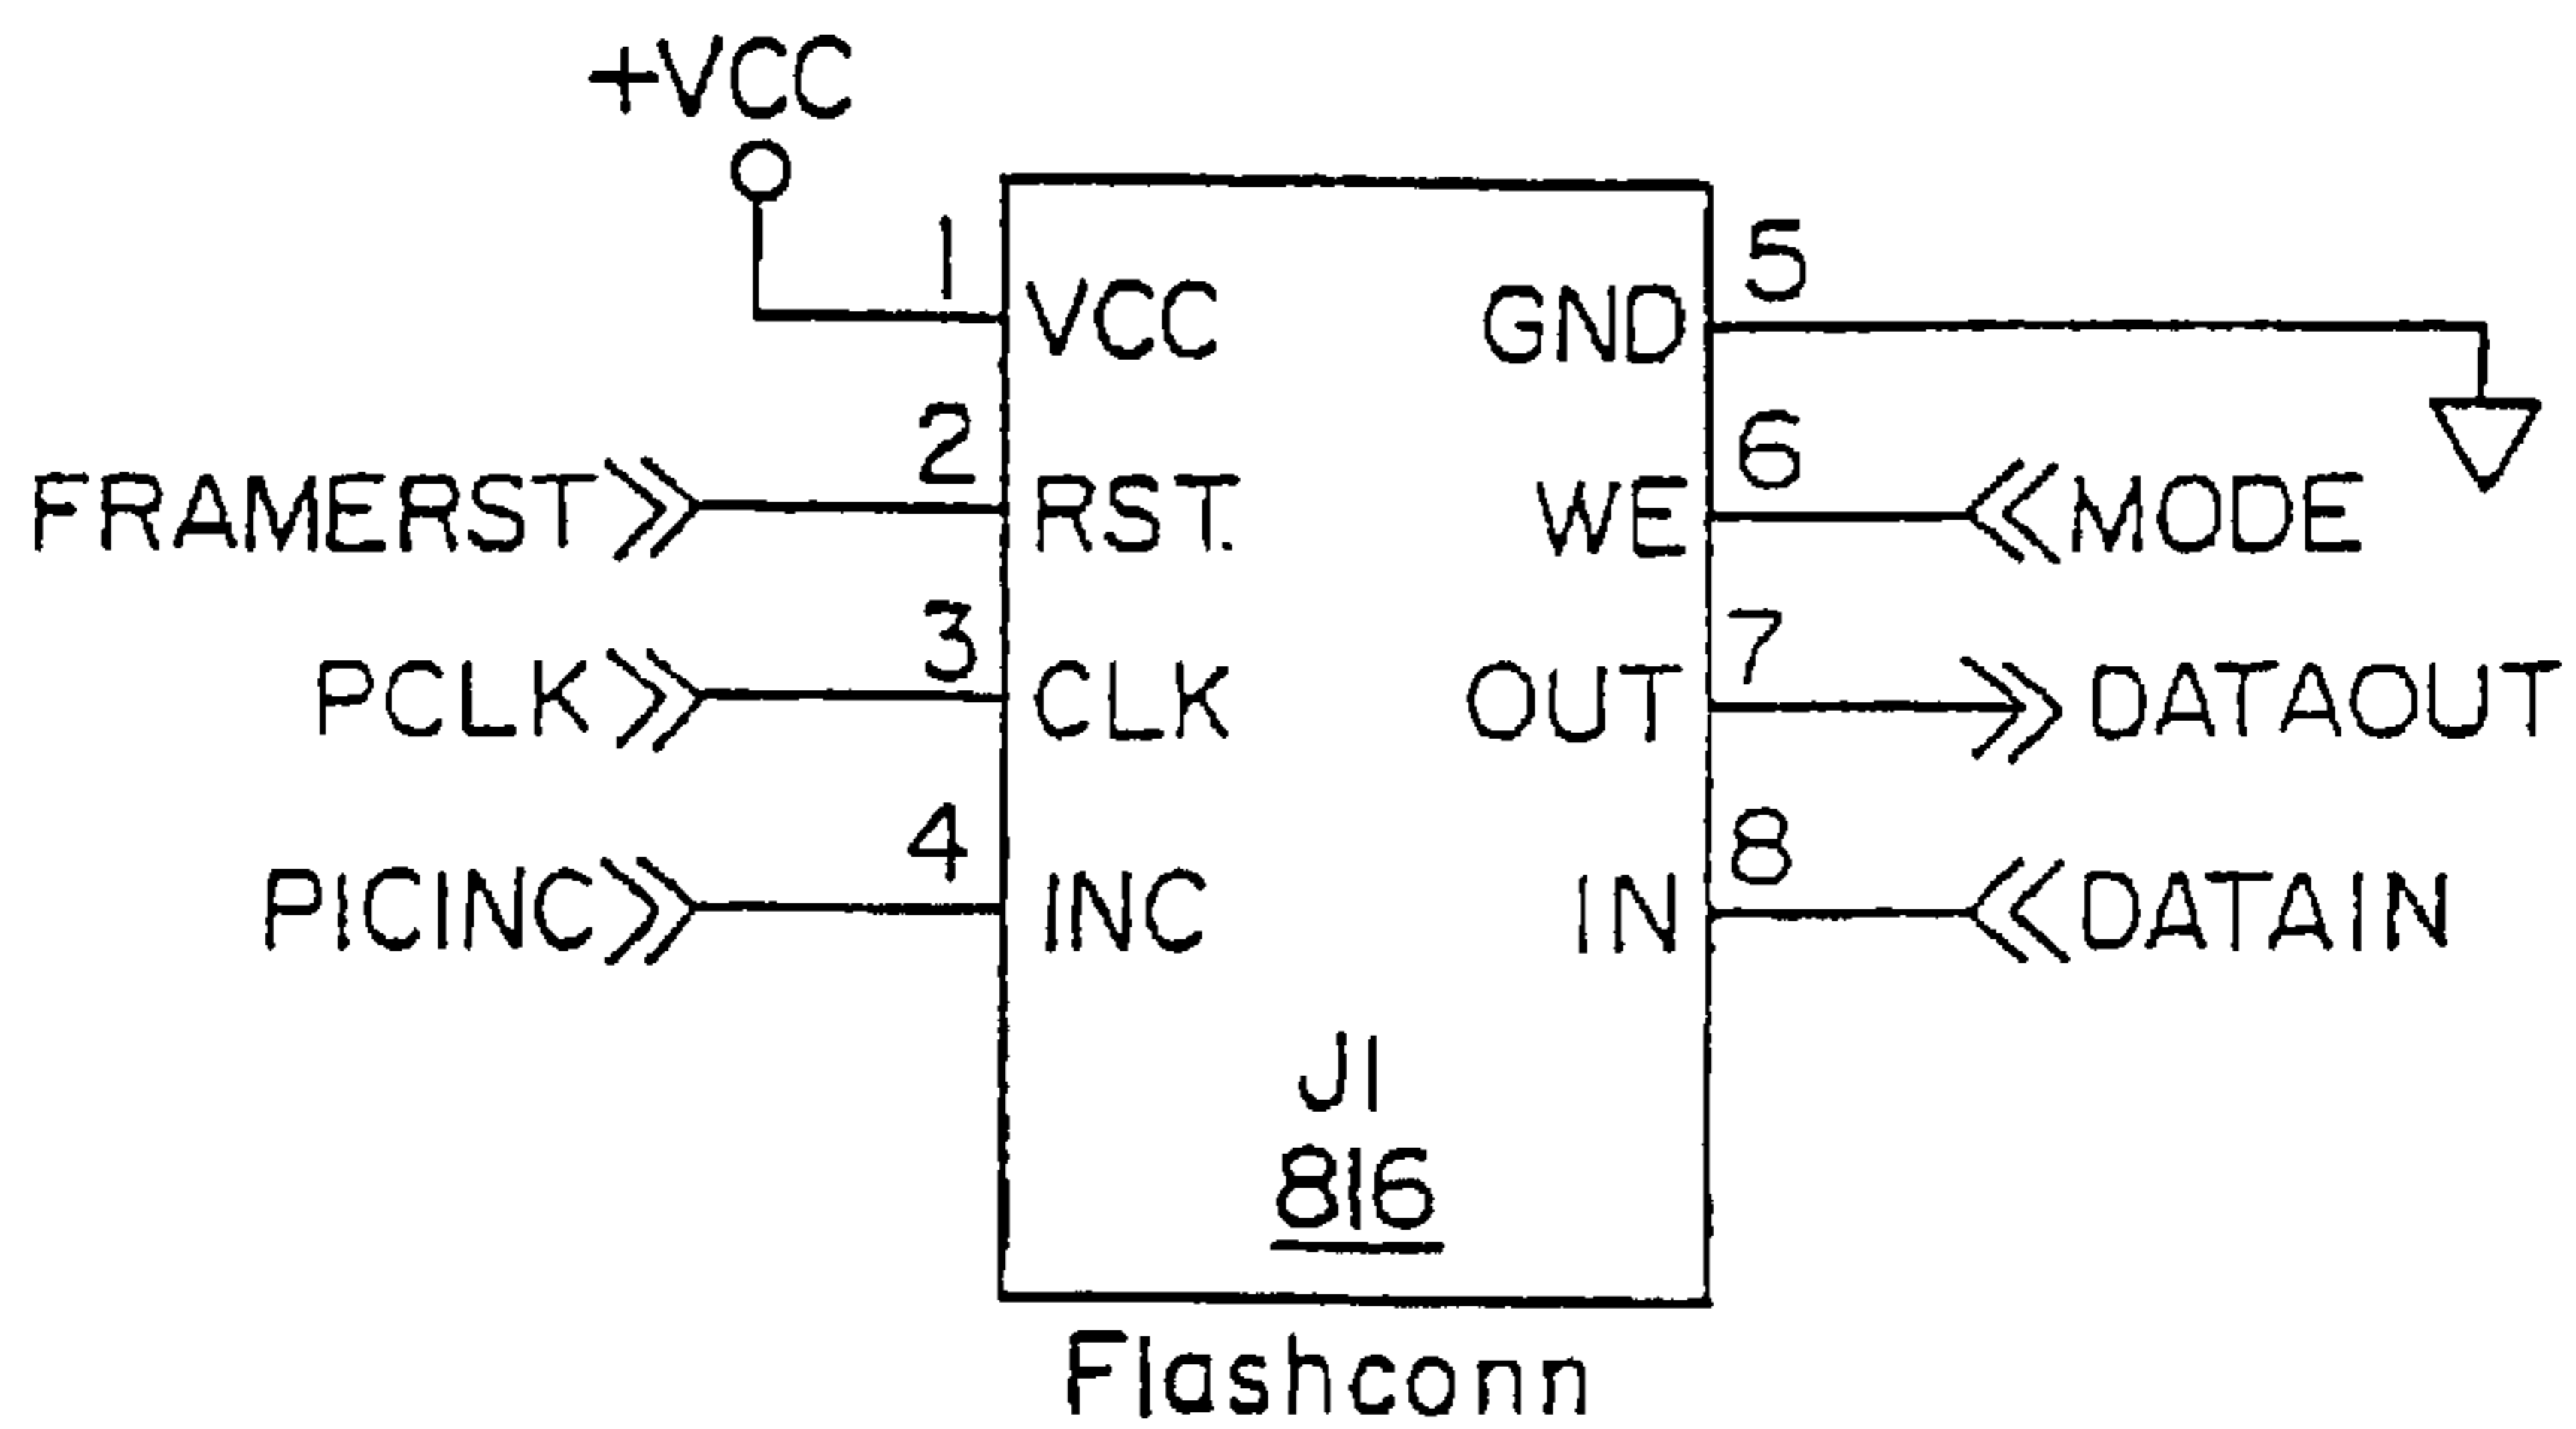 +VCC
1 VCC GND 5
FRAMERST 2 RST. WE 6 MODE
PCLK 3 CLK OUT 7 DATAOUT
PICINC 4 INC IN 8 DATAIN
J1
816
Flashconn